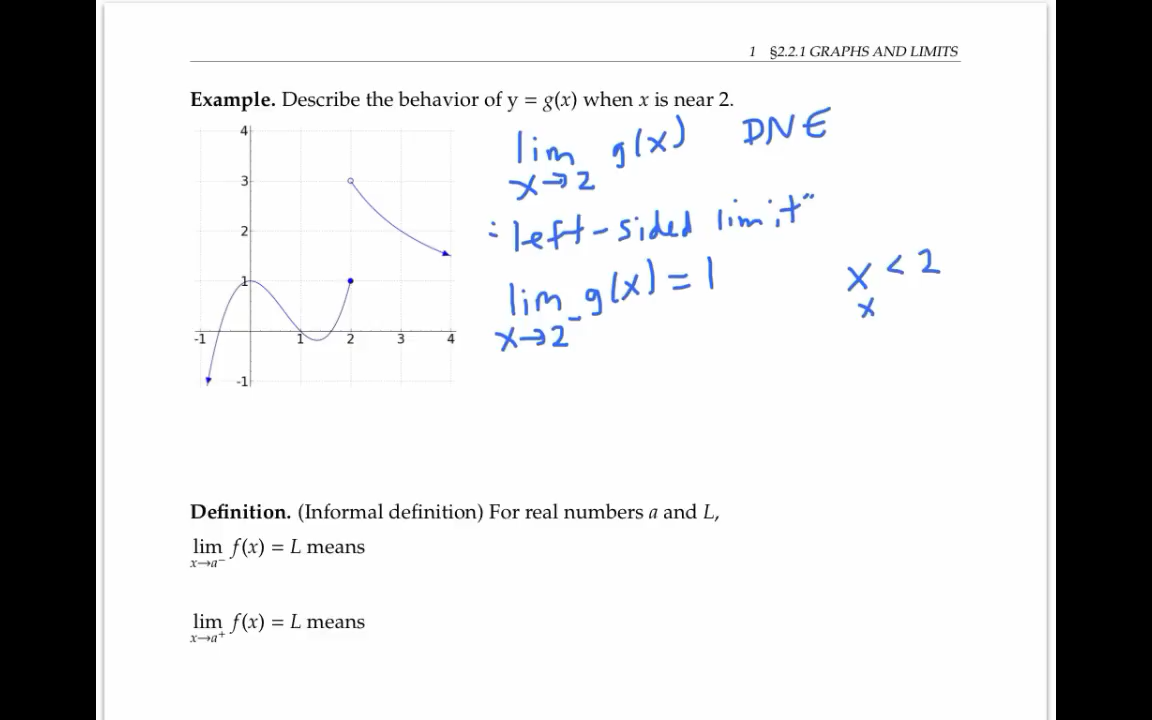 1 §2.2.1 GRAPHS AND LIMITS
Example. Describe the behavior of y = g(x) when x is near 2.
4
3
2
1
-1 1 2 3 4
-1
lim g(x) DNE
x→2
"left-sided limit"
lim g(x) = 1 x < 2
x→2⁻ x
Definition. (Informal definition) For real numbers a and L,
lim f(x) = L means
x→a⁻
lim f(x) = L means
x→a⁺